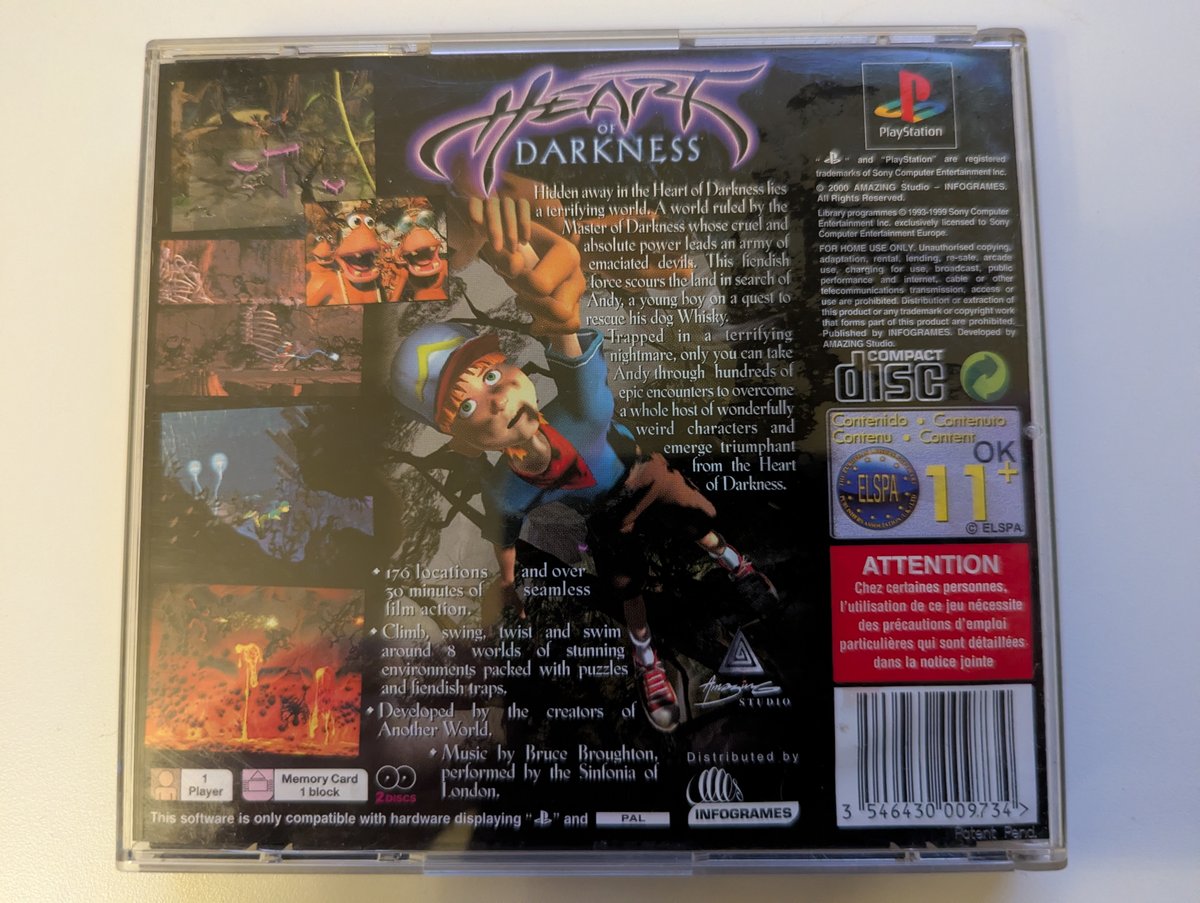 HEART
OF
DARKNESS
Hidden away in the Heart of Darkness lies
a terrifying world. A world ruled by the
Master of Darkness whose cruel and
absolute power leads an army of
emaciated devils. This fiendish
force scours the land in search of
Andy, a young boy on a quest to
rescue his dog Whisky.
Trapped in a terrifying
nightmare, only you can take
Andy through hundreds of
epic encounters to overcome
a whole host of wonderfully
weird characters and
emerge triumphant
from the Heart
of Darkness.
• 176 locations and over
30 minutes of seamless
film action.
• Climb, swing, twist and swim
around 8 worlds of stunning
environments packed with puzzles
and fiendish traps.
• Developed by the creators of
Another World.
• Music by Bruce Broughton,
performed by the Sinfonia of
London.
Amazing
STUDIO
Distributed by
INFOGRAMES
1
Player
Memory Card
1 block
2 DISCS
This software is only compatible with hardware displaying " " and PAL
PlayStation
" " and "PlayStation" are registered
trademarks of Sony Computer Entertainment Inc.
© 2000 AMAZING Studio – INFOGRAMES.
All Rights Reserved.
Library programmes © 1993-1999 Sony Computer
Entertainment Inc. exclusively licensed to Sony
Computer Entertainment Europe.
FOR HOME USE ONLY. Unauthorised copying,
adaptation, rental, lending, re-sale, arcade
use, charging for use, broadcast, public
performance and internet, cable or other
telecommunications transmission, access or
use are prohibited. Distribution or extraction of
this product or any trademark or copyright work
that forms part of this product are prohibited.
Published by INFOGRAMES. Developed by
AMAZING Studio.
COMPACT
disc
Contenido • Contenuto
Contenu • Content
OK
ELSPA
11+
© ELSPA
ATTENTION
Chez certaines personnes,
l'utilisation de ce jeu nécessite
des précautions d'emploi
particulières qui sont détaillées
dans la notice jointe
3 546430 009734 >
Patent Pend.